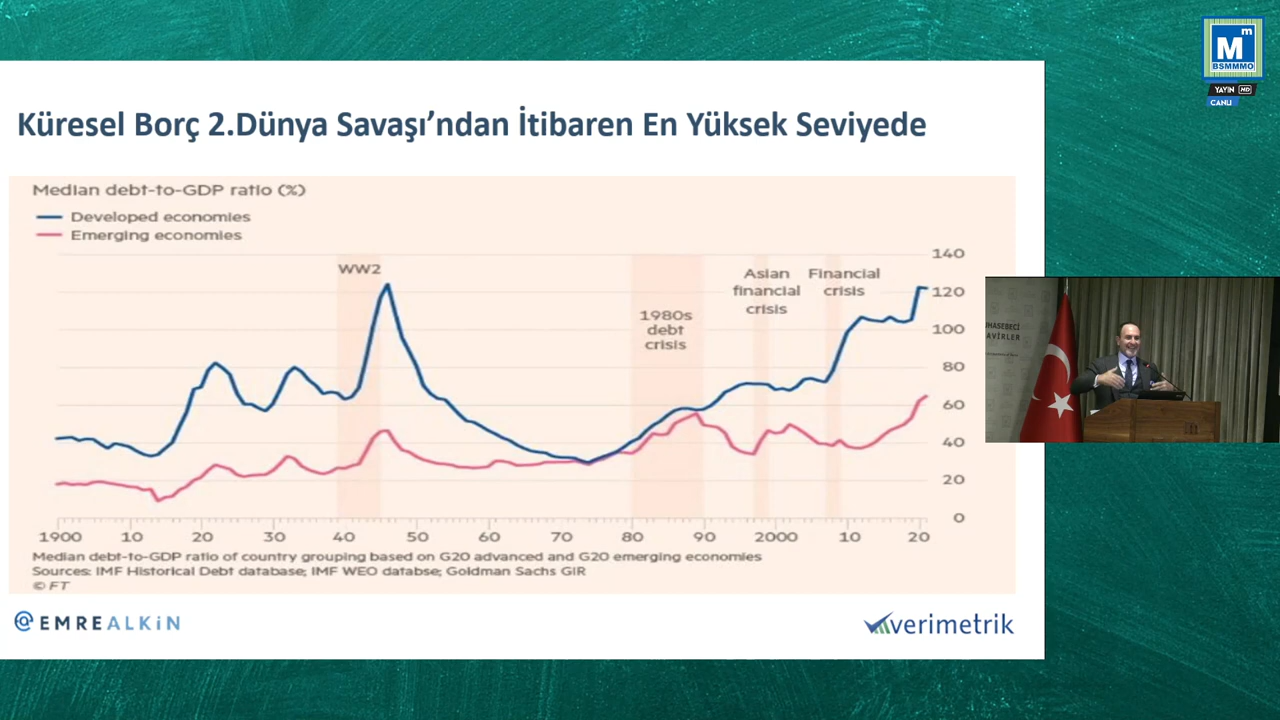 Küresel Borç 2.Dünya Savaşı’ndan İtibaren En Yüksek Seviyede
Median debt-to-GDP ratio (%)
Developed economies
Emerging economies
WW2
1980s
debt
crisis
Asian
financial
crisis
Financial
crisis
140
120
100
80
60
40
20
0
1900 10 20 30 40 50 60 70 80 90 2000 10 20
Median debt-to-GDP ratio of country grouping based on G20 advanced and G20 emerging economies
Sources: IMF Historical Debt database; IMF WEO databse; Goldman Sachs GIR
© FT
@EMREALKiN
verimetrik
Mm
BSMMMO
YAYIN HD
CANLI